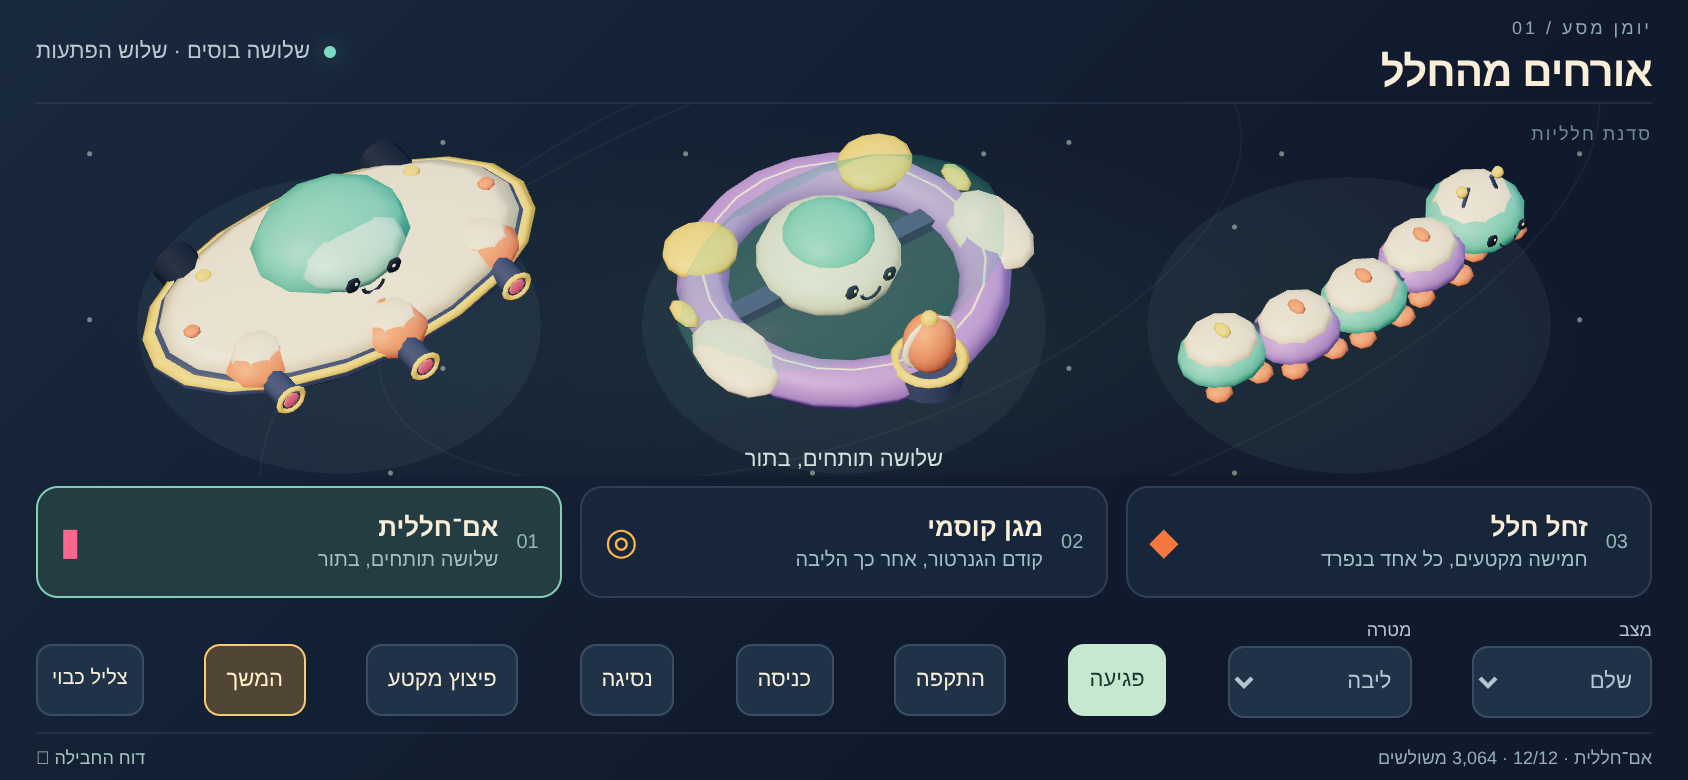 יומן מסע / 01
אורחים מהחלל
שלושה בוסים · שלוש הפתעות
סדנת חלליות
שלושה תותחים, בתור
03
זחל חלל
חמישה מקטעים, כל אחד בנפרד
02
מגן קוסמי
קודם הגנרטור, אחר כך הליבה
01
אם־חללית
שלושה תותחים, בתור
מצב
שלם
מטרה
ליבה
פגיעה
התקפה
כניסה
נסיגה
פיצוץ מקטע
המשך
צליל כבוי
אם־חללית · 12/12 · 3,064 משולשים
דוח החבילה